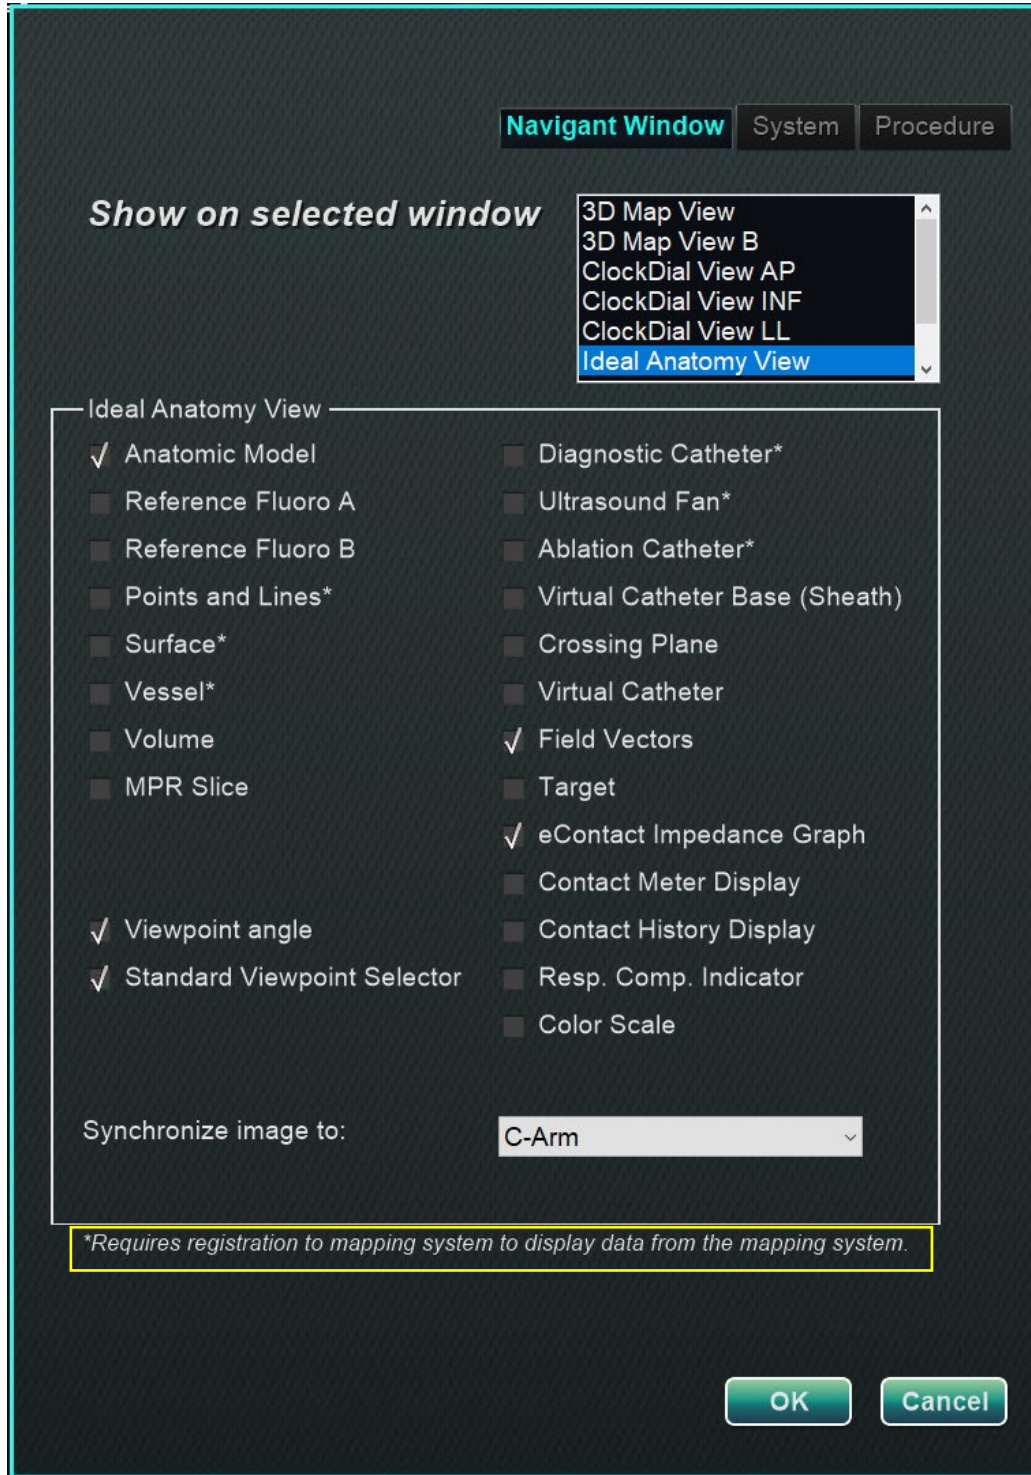 Navigant Window System Procedure
Show on selected window
3D Map View
3D Map View B
ClockDial View AP
ClockDial View INF
ClockDial View LL
Ideal Anatomy View
Ideal Anatomy View
Anatomic Model
Reference Fluoro A
Reference Fluoro B
Points and Lines*
Surface*
Vessel*
Volume
MPR Slice
Viewpoint angle
Standard Viewpoint Selector
Diagnostic Catheter*
Ultrasound Fan*
Ablation Catheter*
Virtual Catheter Base (Sheath)
Crossing Plane
Virtual Catheter
Field Vectors
Target
eContact Impedance Graph
Contact Meter Display
Contact History Display
Resp. Comp. Indicator
Color Scale
Synchronize image to: C-Arm
*Requires registration to mapping system to display data from the mapping system.
OK Cancel